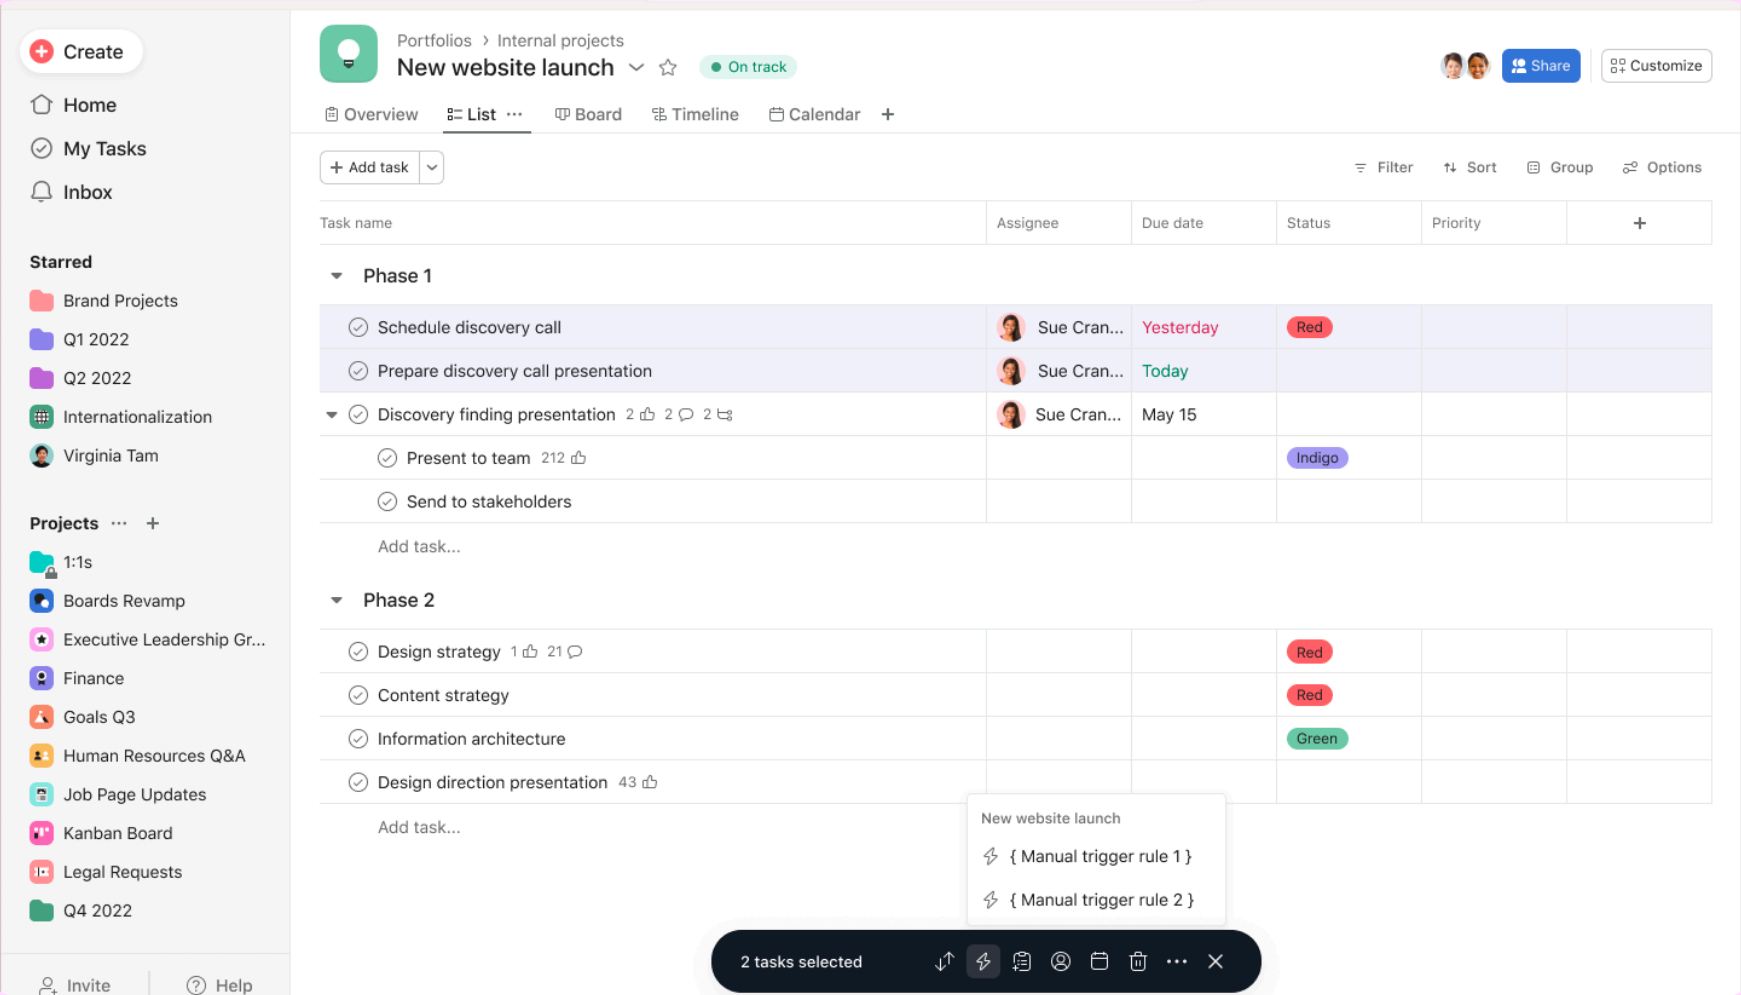 Create
Home
My Tasks
Inbox
Starred
Brand Projects
Q1 2022
Q2 2022
Internationalization
Virginia Tam
Projects
1:1s
Boards Revamp
Executive Leadership Gr...
Finance
Goals Q3
Human Resources Q&A
Job Page Updates
Kanban Board
Legal Requests
Q4 2022
Invite
Help
Portfolios › Internal projects
New website launch
On track
Share
Customize
Overview List Board Timeline Calendar
Add task
Filter Sort Group Options
Task name Assignee Due date Status Priority
Phase 1
Schedule discovery call Sue Cran... Yesterday Red
Prepare discovery call presentation Sue Cran... Today
Discovery finding presentation 2 2 2 Sue Cran... May 15
Present to team 212 Indigo
Send to stakeholders
Add task...
Phase 2
Design strategy 1 21 Red
Content strategy Red
Information architecture Green
Design direction presentation 43
Add task...
New website launch
{ Manual trigger rule 1 }
{ Manual trigger rule 2 }
2 tasks selected